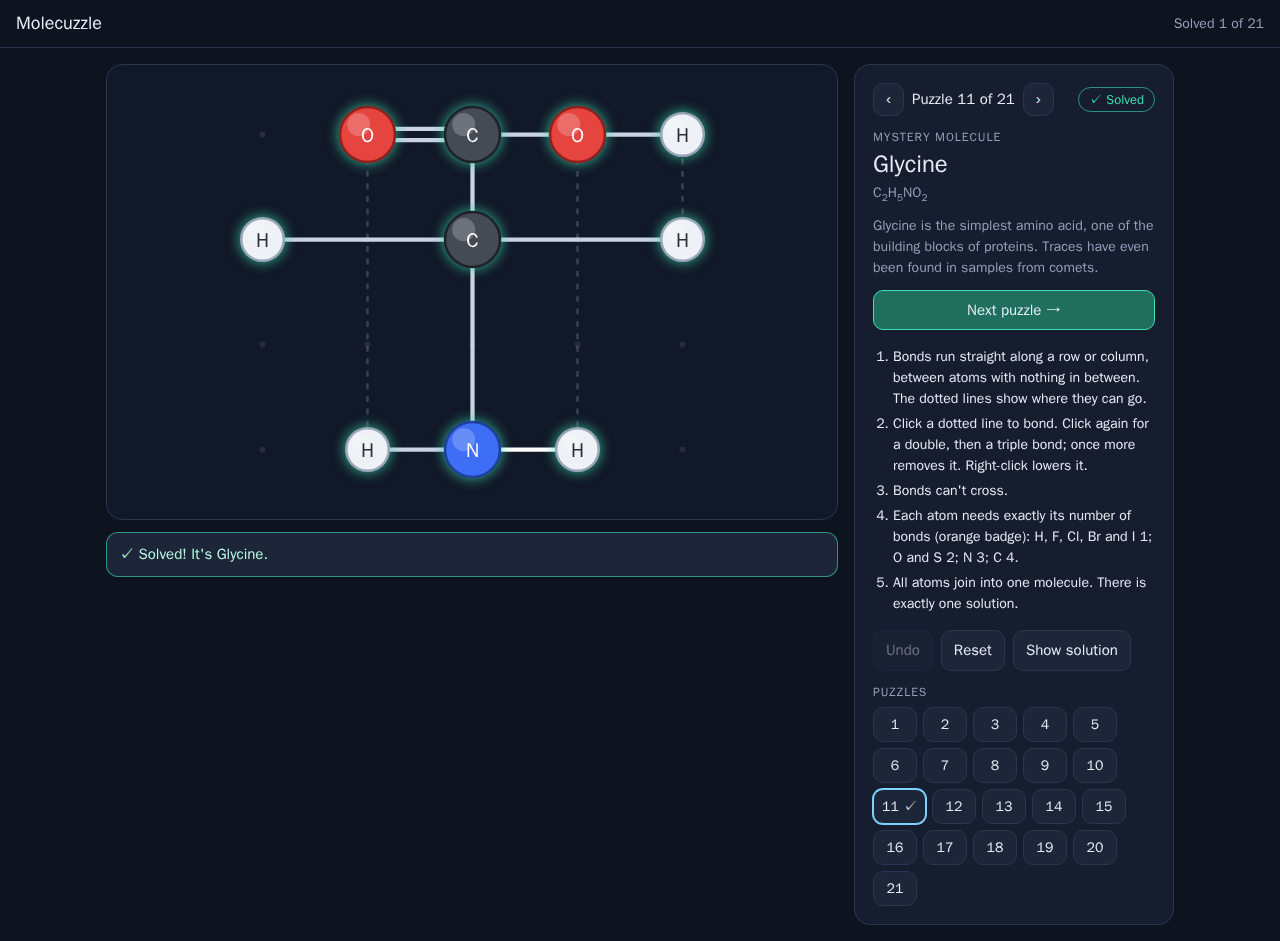 Molecuzzle
Solved 1 of 21
O C O H
H C H
H N H
✓ Solved! It's Glycine.
‹ Puzzle 11 of 21 › ✓ Solved
MYSTERY MOLECULE
Glycine
C₂H₅NO₂
Glycine is the simplest amino acid, one of the
building blocks of proteins. Traces have even
been found in samples from comets.
Next puzzle →
1. Bonds run straight along a row or column,
between atoms with nothing in between.
The dotted lines show where they can go.
2. Click a dotted line to bond. Click again for
a double, then a triple bond; once more
removes it. Right-click lowers it.
3. Bonds can't cross.
4. Each atom needs exactly its number of
bonds (orange badge): H, F, Cl, Br and I 1;
O and S 2; N 3; C 4.
5. All atoms join into one molecule. There is
exactly one solution.
Undo Reset Show solution
PUZZLES
1 2 3 4 5
6 7 8 9 10
11 ✓ 12 13 14 15
16 17 18 19 20
21